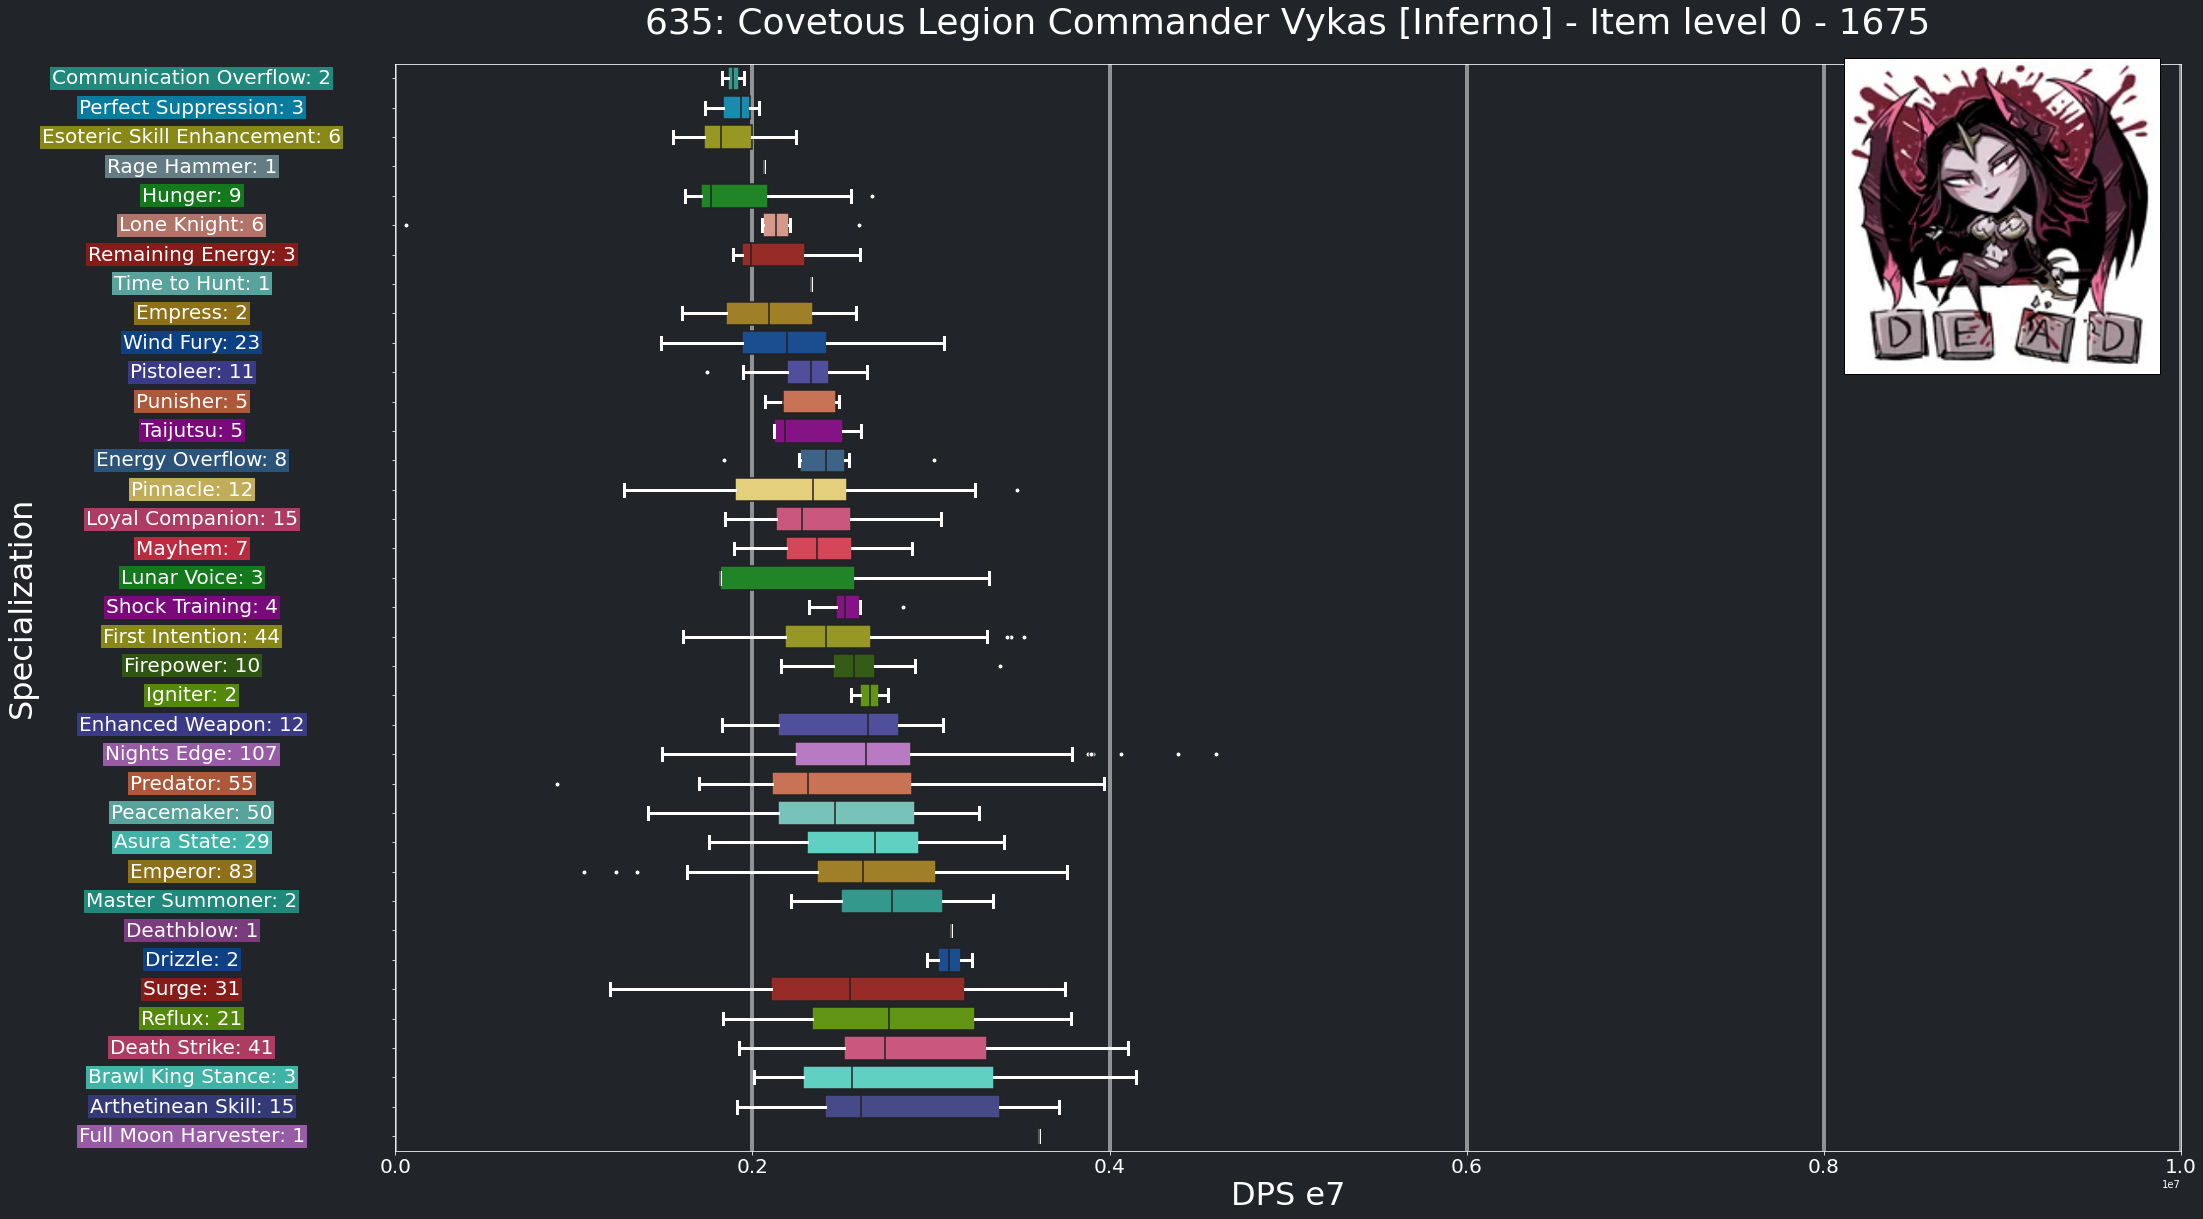 635: Covetous Legion Commander Vykas [Inferno] - Item level 0 - 1675
Communication Overflow: 2
Perfect Suppression: 3
Esoteric Skill Enhancement: 6
Rage Hammer: 1
Hunger: 9
Lone Knight: 6
Remaining Energy: 3
Time to Hunt: 1
Empress: 2
Wind Fury: 23
Pistoleer: 11
Punisher: 5
Taijutsu: 5
Energy Overflow: 8
Pinnacle: 12
Loyal Companion: 15
Mayhem: 7
Lunar Voice: 3
Shock Training: 4
First Intention: 44
Firepower: 10
Igniter: 2
Enhanced Weapon: 12
Nights Edge: 107
Predator: 55
Peacemaker: 50
Asura State: 29
Emperor: 83
Master Summoner: 2
Deathblow: 1
Drizzle: 2
Surge: 31
Reflux: 21
Death Strike: 41
Brawl King Stance: 3
Arthetinean Skill: 15
Full Moon Harvester: 1
Specialization
0.0 0.2 0.4 0.6 0.8 1.0
1e7
DPS e7
D E A D